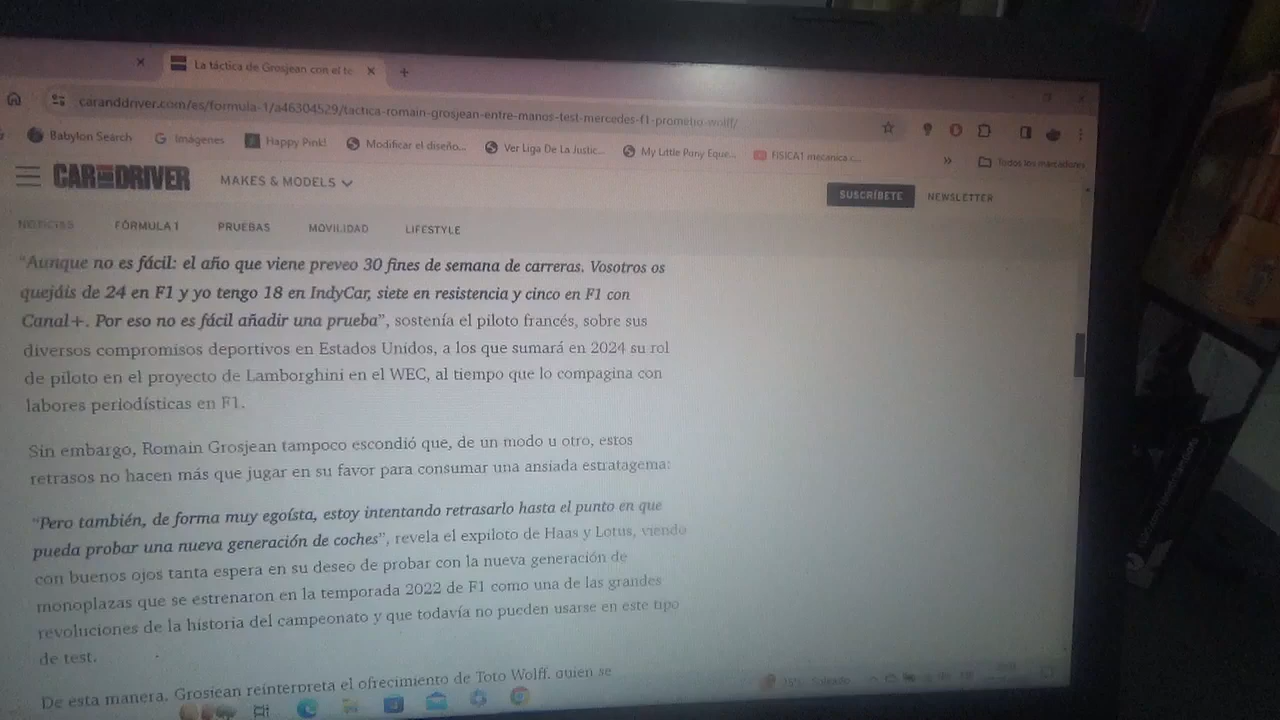 La táctica de Grosjean con el te
caranddriver.com/es/formula-1/a46304529/tactica-romain-grosjean-entre-manos-test-mercedes-f1-prometio-wolff/
Babylon Search
Imágenes
Happy Pink!
Modificar el diseño...
Ver Liga De La Justic...
My Little Pony Eque...
FISICA1 mecanica c...
Todos los marcadores
CAR AND DRIVER
MAKES & MODELS
SUSCRÍBETE
NEWSLETTER
NOTICIAS
FÓRMULA 1
PRUEBAS
MOVILIDAD
LIFESTYLE
“Aunque no es fácil: el año que viene preveo 30 fines de semana de carreras. Vosotros os
quejáis de 24 en F1 y yo tengo 18 en IndyCar, siete en resistencia y cinco en F1 con
Canal+. Por eso no es fácil añadir una prueba”, sostenía el piloto francés, sobre sus
diversos compromisos deportivos en Estados Unidos, a los que sumará en 2024 su rol
de piloto en el proyecto de Lamborghini en el WEC, al tiempo que lo compagina con
labores periodísticas en F1.
Sin embargo, Romain Grosjean tampoco escondió que, de un modo u otro, estos
retrasos no hacen más que jugar en su favor para consumar una ansiada estratagema:
“Pero también, de forma muy egoísta, estoy intentando retrasarlo hasta el punto en que
pueda probar una nueva generación de coches”, revela el expiloto de Haas y Lotus, viendo
con buenos ojos tanta espera en su deseo de probar con la nueva generación de
monoplazas que se estrenaron en la temporada 2022 de F1 como una de las grandes
revoluciones de la historia del campeonato y que todavía no pueden usarse en este tipo
de test.
De esta manera, Grosjean reinterpreta el ofrecimiento de Toto Wolff, quien se
15°C Soleado